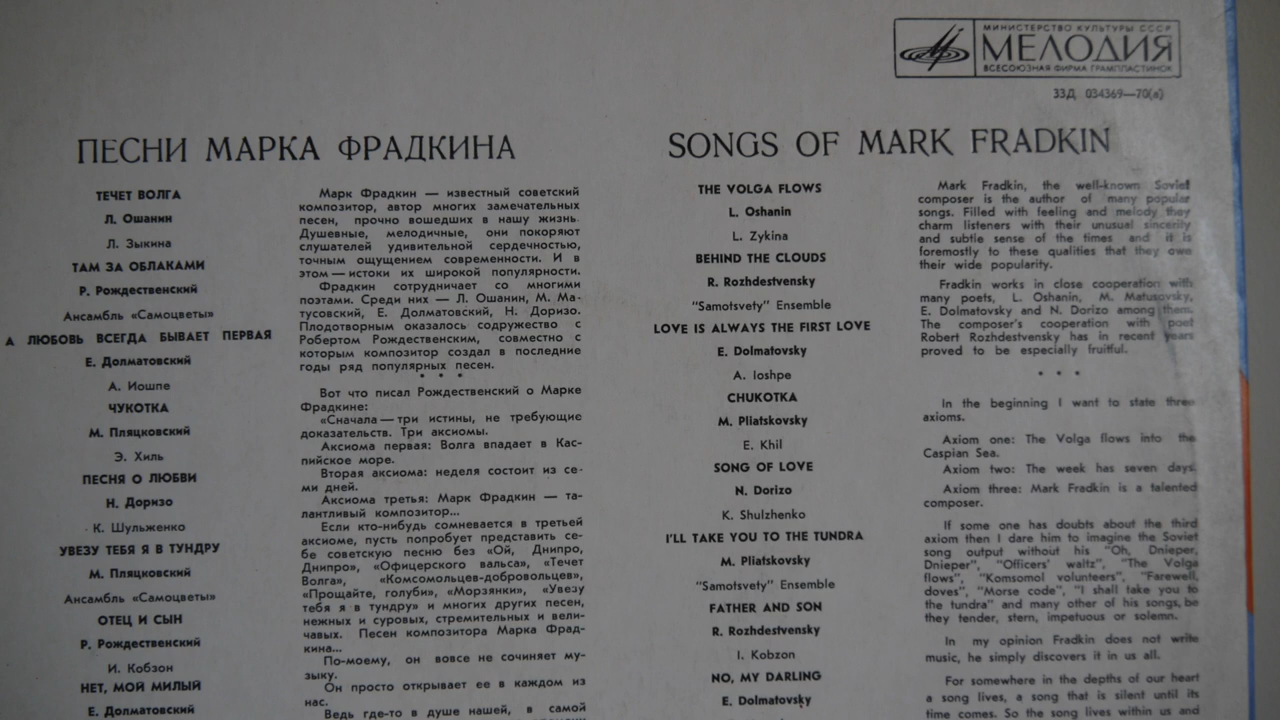 МИНИСТЕРСТВО КУЛЬТУРЫ СССР
МЕЛОДИЯ
ВСЕСОЮЗНАЯ ФИРМА ГРАМПЛАСТИНОК
33Д 034369—70(а)
ПЕСНИ МАРКА ФРАДКИНА
ТЕЧЕТ ВОЛГА
Л. Ошанин
Л. Зыкина
ТАМ ЗА ОБЛАКАМИ
Р. Рождественский
Ансамбль «Самоцветы»
А ЛЮБОВЬ ВСЕГДА БЫВАЕТ ПЕРВАЯ
Е. Долматовский
А. Иошпе
ЧУКОТКА
М. Пляцковский
Э. Хиль
ПЕСНЯ О ЛЮБВИ
Н. Доризо
К. Шульженко
УВЕЗУ ТЕБЯ Я В ТУНДРУ
М. Пляцковский
Ансамбль «Самоцветы»
ОТЕЦ И СЫН
Р. Рождественский
И. Кобзон
НЕТ, МОЙ МИЛЫЙ
Е. Долматовский
Марк Фрадкин — известный советский
композитор, автор многих замечательных
песен, прочно вошедших в нашу жизнь.
Душевные, мелодичные, они покоряют
слушателей удивительной сердечностью,
точным ощущением современности. И в
этом — истоки их широкой популярности.
Фрадкин сотрудничает со многими
поэтами. Среди них — Л. Ошанин, М. Ма-
тусовский, Е. Долматовский, Н. Доризо.
Плодотворным оказалось содружество с
Робертом Рождественским, совместно с
которым композитор создал в последние
годы ряд популярных песен.
• • •
Вот что писал Рождественский о Марке
Фрадкине:
«Сначала — три истины, не требующие
доказательств. Три аксиомы.
Аксиома первая: Волга впадает в Кас-
пийское море.
Вторая аксиома: неделя состоит из се-
ми дней.
Аксиома третья: Марк Фрадкин — та-
лантливый композитор...
Если кто-нибудь сомневается в третьей
аксиоме, пусть попробует представить се-
бе советскую песню без «Ой, Днипро,
Днипро», «Офицерского вальса», «Течет
Волга», «Комсомольцев-добровольцев»,
«Прощайте, голуби», «Морзянки», «Увезу
тебя я в тундру» и многих других песен,
нежных и суровых, стремительных и вели-
чавых. Песен композитора Марка Фрад-
кина...
По-моему, он вовсе не сочиняет му-
зыку.
Он просто открывает ее в каждом из
нас.
Ведь где-то в душе нашей, в самой
SONGS OF MARK FRADKIN
THE VOLGA FLOWS
L. Oshanin
L. Zykina
BEHIND THE CLOUDS
R. Rozhdestvensky
"Samotsvety" Ensemble
LOVE IS ALWAYS THE FIRST LOVE
E. Dolmatovsky
A. Ioshpe
CHUKOTKA
M. Pliatskovsky
E. Khil
SONG OF LOVE
N. Dorizo
K. Shulzhenko
I'LL TAKE YOU TO THE TUNDRA
M. Pliatskovsky
"Samotsvety" Ensemble
FATHER AND SON
R. Rozhdestvensky
I. Kobzon
NO, MY DARLING
E. Dolmatovsky
Mark Fradkin, the well-known Soviet
composer is the author of many popular
songs. Filled with feeling and melody they
charm listeners with their unusual sincerity
and subtle sense of the times and it is
foremostly to these qualities that they owe
their wide popularity.
Fradkin works in close cooperation with
many poets, L. Oshanin, M. Matusovsky,
E. Dolmatovsky and N. Dorizo among them.
The composer's cooperation with poet
Robert Rozhdestvensky has in recent years
proved to be especially fruitful.
• • •
In the beginning I want to state three
axioms.
Axiom one: The Volga flows into the
Caspian Sea.
Axiom two: The week has seven days.
Axiom three: Mark Fradkin is a talented
composer.
If some one has doubts about the third
axiom then I dare him to imagine the Soviet
song output without his "Oh, Dnieper,
Dnieper", "Officers' waltz", "The Volga
flows", "Komsomol volunteers", "Farewell,
doves", "Morse code", "I shall take you to
the tundra" and many other of his songs, be
they tender, stern, impetuous or solemn.
In my opinion Fradkin does not write
music, he simply discovers it in us all.
For somewhere in the depths of our heart
a song lives, a song that is silent until its
time comes. So the song lives within us and